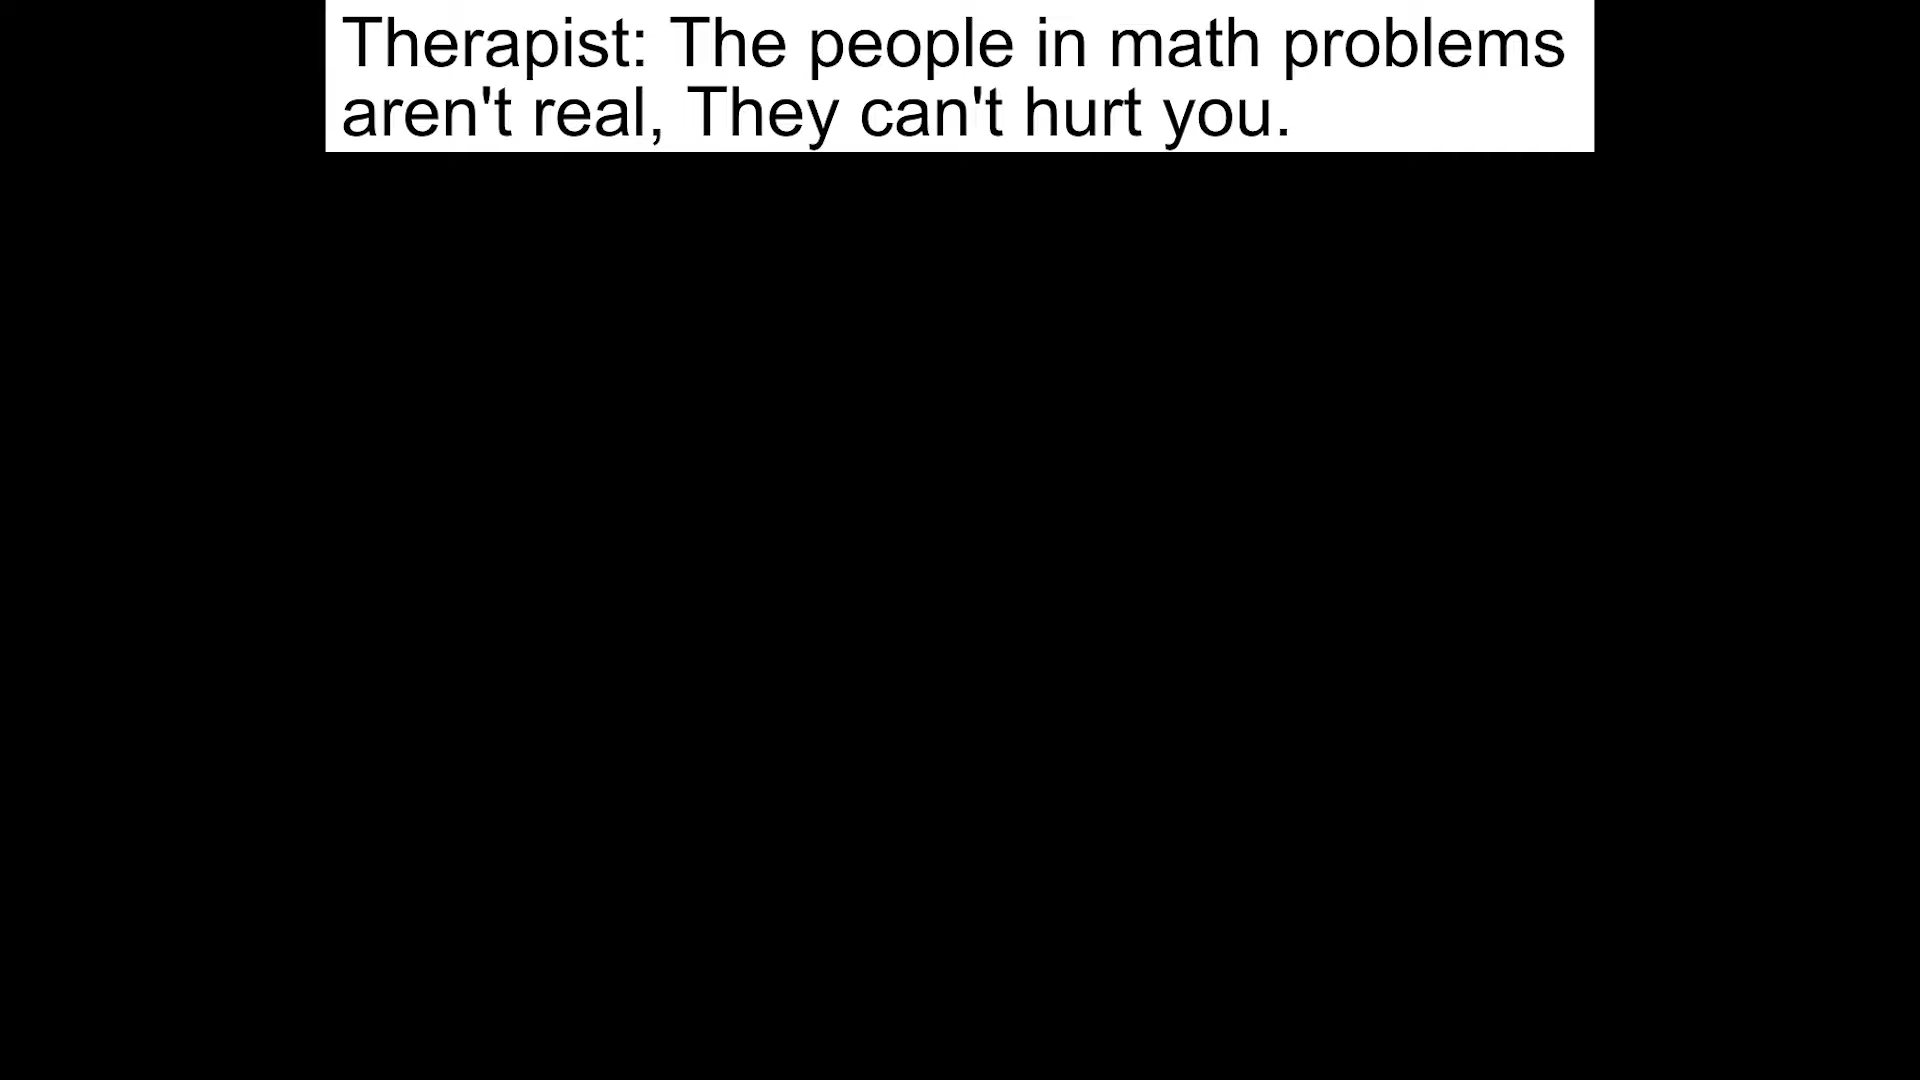 Therapist: The people in math problems
aren't real, They can't hurt you.